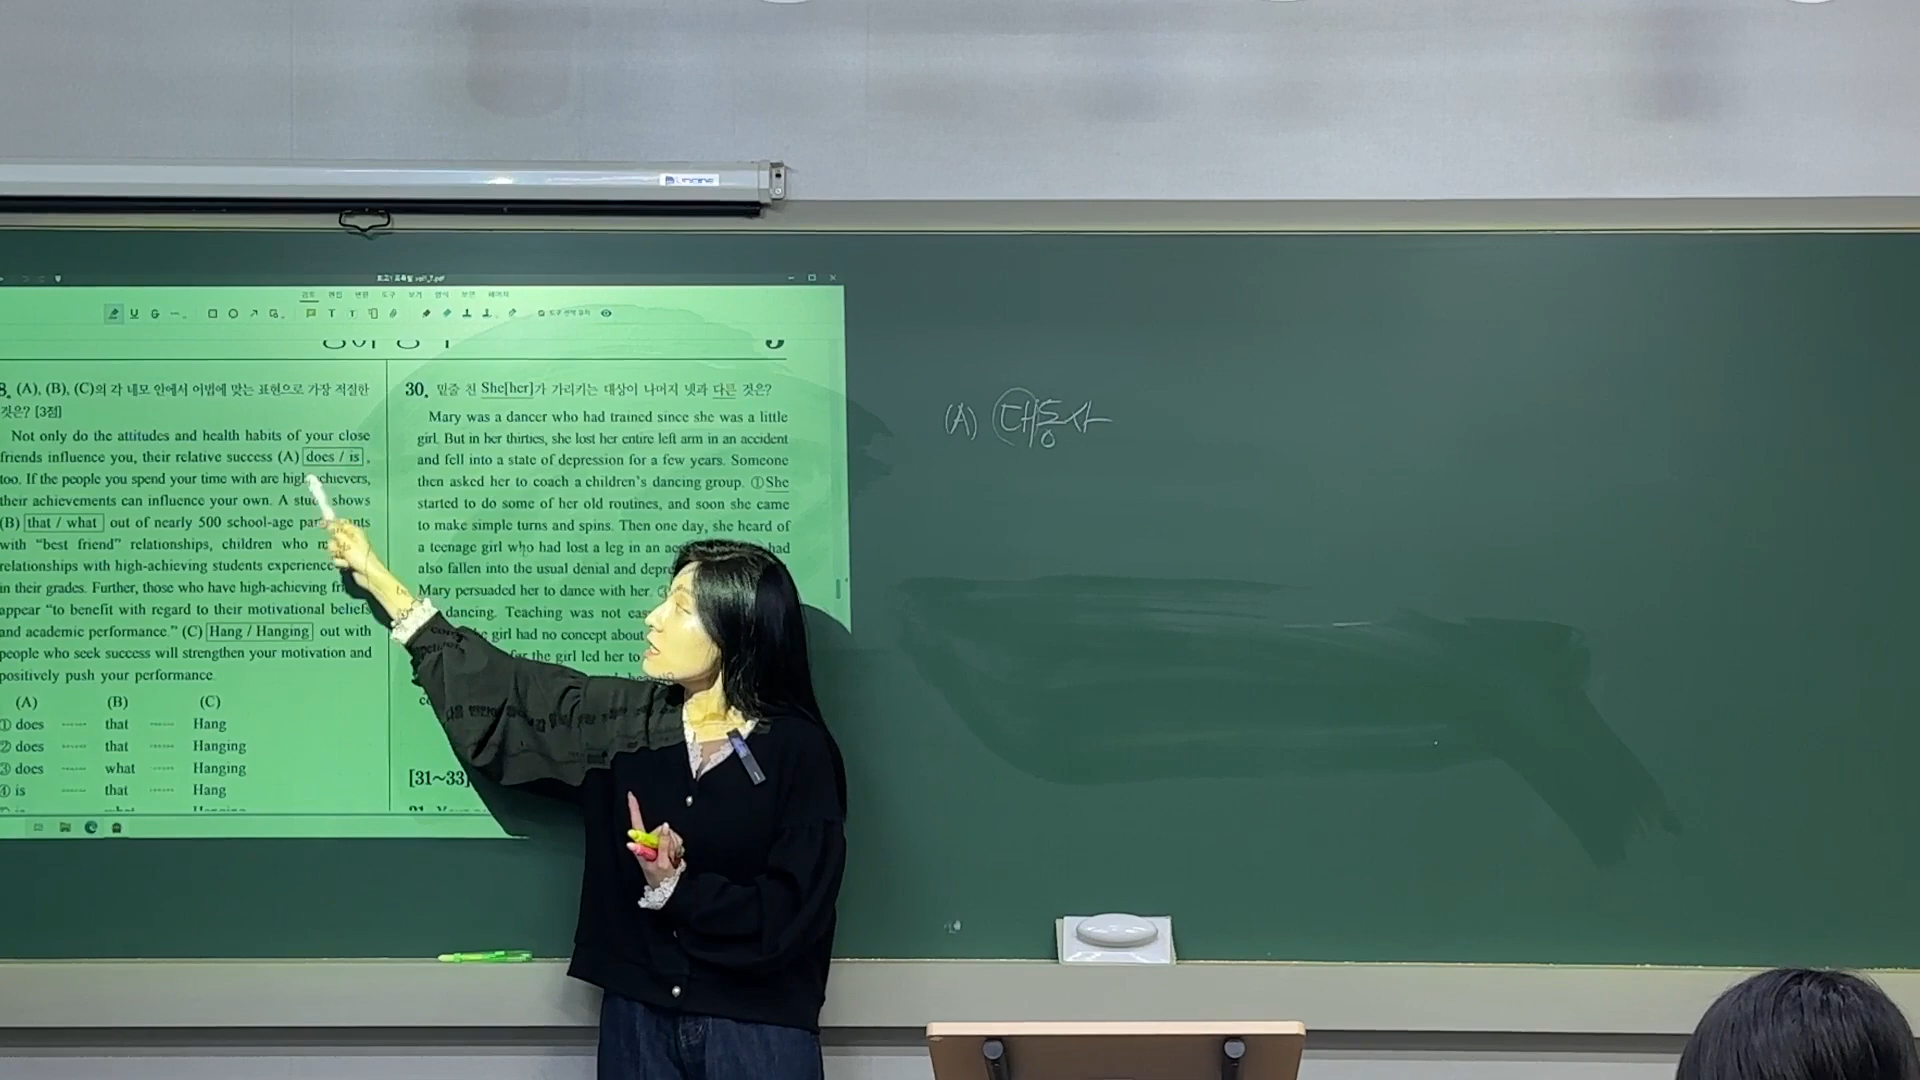 8. (A), (B), (C)의 각 네모 안에서 어법에 맞는 표현으로 가장 적절한
것은? [3점]
Not only do the attitudes and health habits of your close
friends influence you, their relative success (A) does / is ,
too. If the people you spend your time with are high achievers,
their achievements can influence your own. A study shows
(B) that / what out of nearly 500 school-age
with “best friend” relationships, children who
relationships with high-achieving students experience
in their grades. Further, those who have high-achieving
appear “to benefit with regard to their motivational beliefs
and academic performance.” (C) Hang / Hanging out with
people who seek success will strengthen your motivation and
positively push your performance.
(A) (B) (C)
① does ······ that ······ Hang
② does ······ that ······ Hanging
③ does ······ what ······ Hanging
④ is ······ that ······ Hang
30. 밑줄 친 She[her]가 가리키는 대상이 나머지 넷과 다른 것은?
Mary was a dancer who had trained since she was a little
girl. But in her thirties, she lost her entire left arm in an accident
and fell into a state of depression for a few years. Someone
then asked her to coach a children’s dancing group. ①She
started to do some of her old routines, and soon she came
to make simple turns and spins. Then one day, she heard of
a teenage girl who had lost a leg in an had
also fallen into the usual denial and
Mary persuaded her to dance with her.
dancing. Teaching was not
girl had no concept about
the girl led her to
[31~33]
(A) 대동사